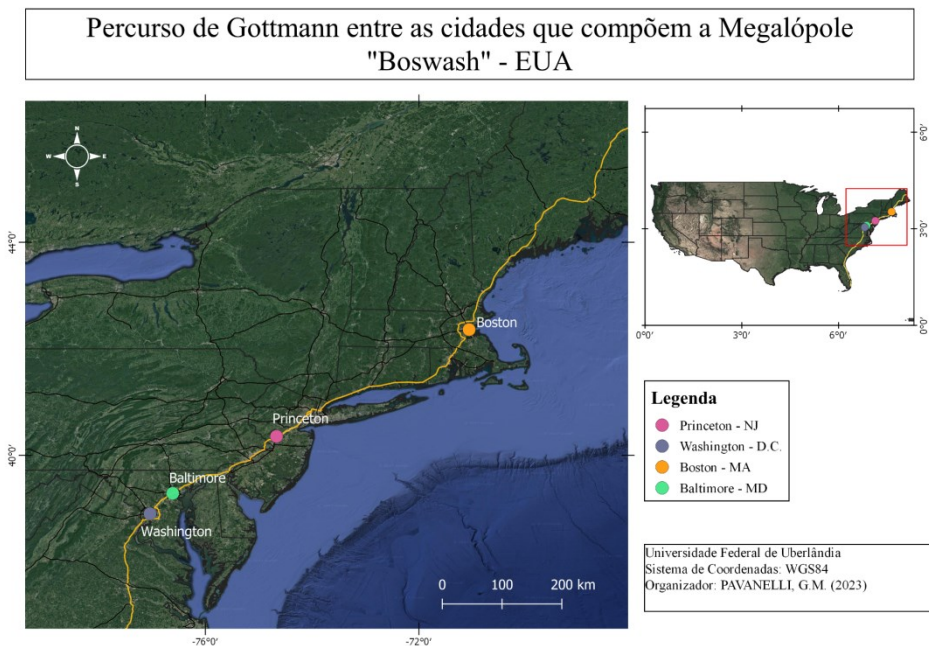 Percurso de Gottmann entre as cidades que compõem a Megalópole
"Boswash" - EUA
N
W E
S
44°0'
40°0'
-76°0'
-72°0'
Boston
Princeton
Baltimore
Washington
0 100 200 km
6°0'
3°0'
0°0'
3°0'
6°0'
Legenda
Princeton - NJ
Washington - D.C.
Boston - MA
Baltimore - MD
Universidade Federal de Uberlândia
Sistema de Coordenadas: WGS84
Organizador: PAVANELLI, G.M. (2023)